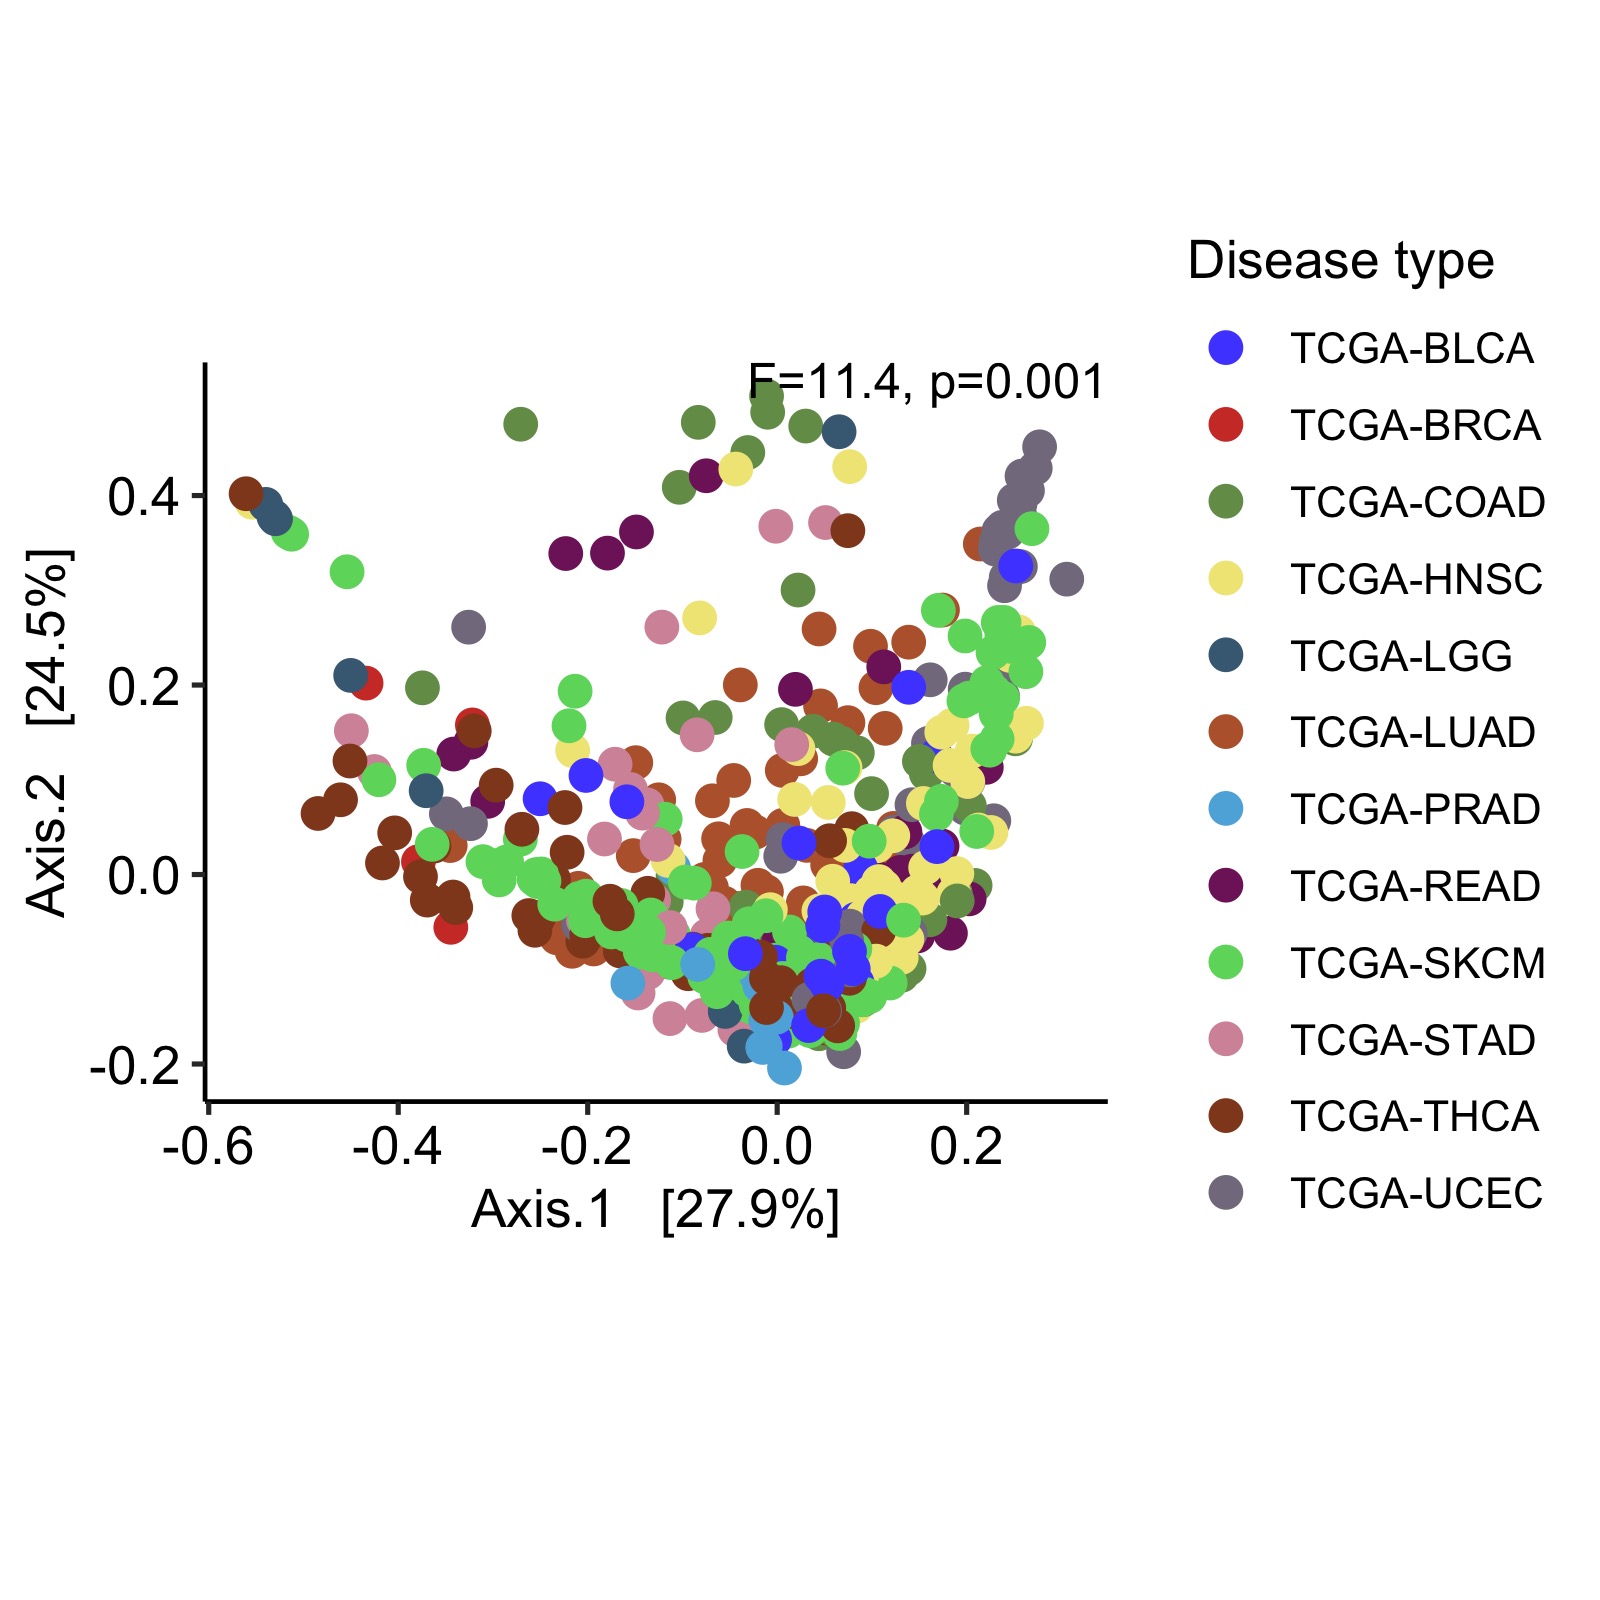 Disease type
TCGA-BLCA
TCGA-BRCA
TCGA-COAD
TCGA-HNSC
TCGA-LGG
TCGA-LUAD
TCGA-PRAD
TCGA-READ
TCGA-SKCM
TCGA-STAD
TCGA-THCA
TCGA-UCEC
F=11.4, p=0.001
Axis.2 [24.5%]
0.4
0.2
0.0
-0.2
-0.6 -0.4 -0.2 0.0 0.2
Axis.1 [27.9%]